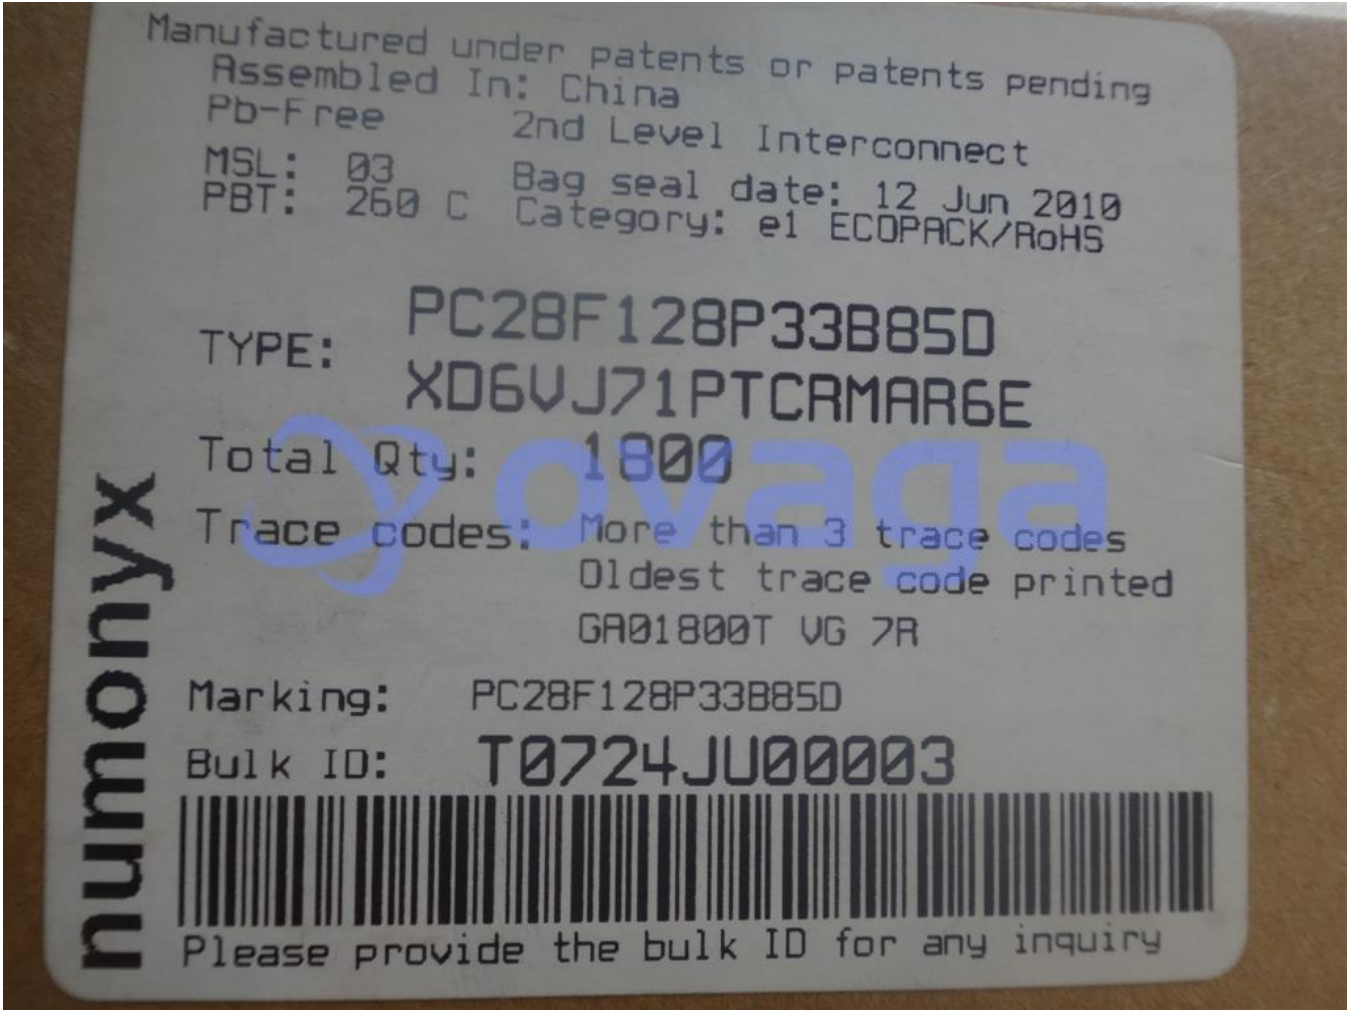 Manufactured under patents or patents pending
Assembled In: China
Pb-Free 2nd Level Interconnect
MSL: 03 Bag seal date: 12 Jun 2010
PBT: 260 C Category: e1 ECOPACK/RoHS
TYPE: PC28F128P33B85D
XD6VJ71PTCRMAR6E
Total Qty: 1800
Trace codes: More than 3 trace codes
Oldest trace code printed
GA01800T VG 7A
Marking: PC28F128P33B85D
Bulk ID: T0724JU00003
Please provide the bulk ID for any inquiry
numonyx
ovaga